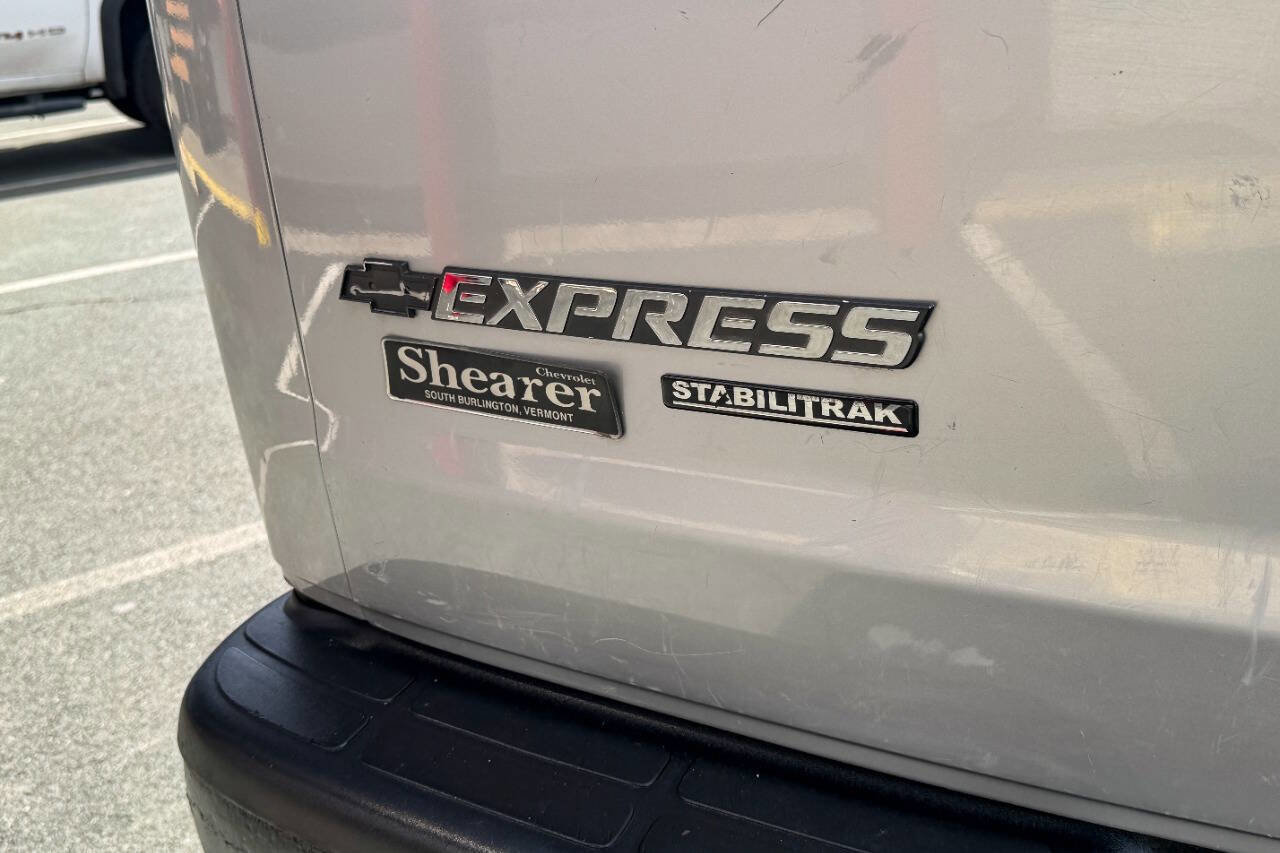 EXPRESS
Chevrolet
Shearer
SOUTH BURLINGTON, VERMONT
STABILITRAK